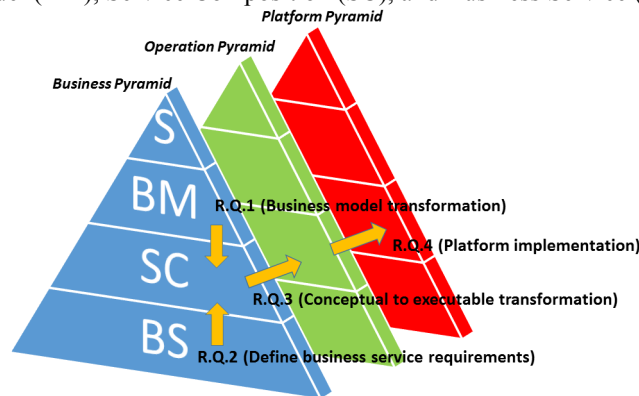 Platform Pyramid
Operation Pyramid
Business Pyramid
S
BM
R.Q.1 (Business model transformation)
R.Q.4 (Platform implementation)
SC
R.Q.3 (Conceptual to executable transformation)
BS
R.Q.2 (Define business service requirements)